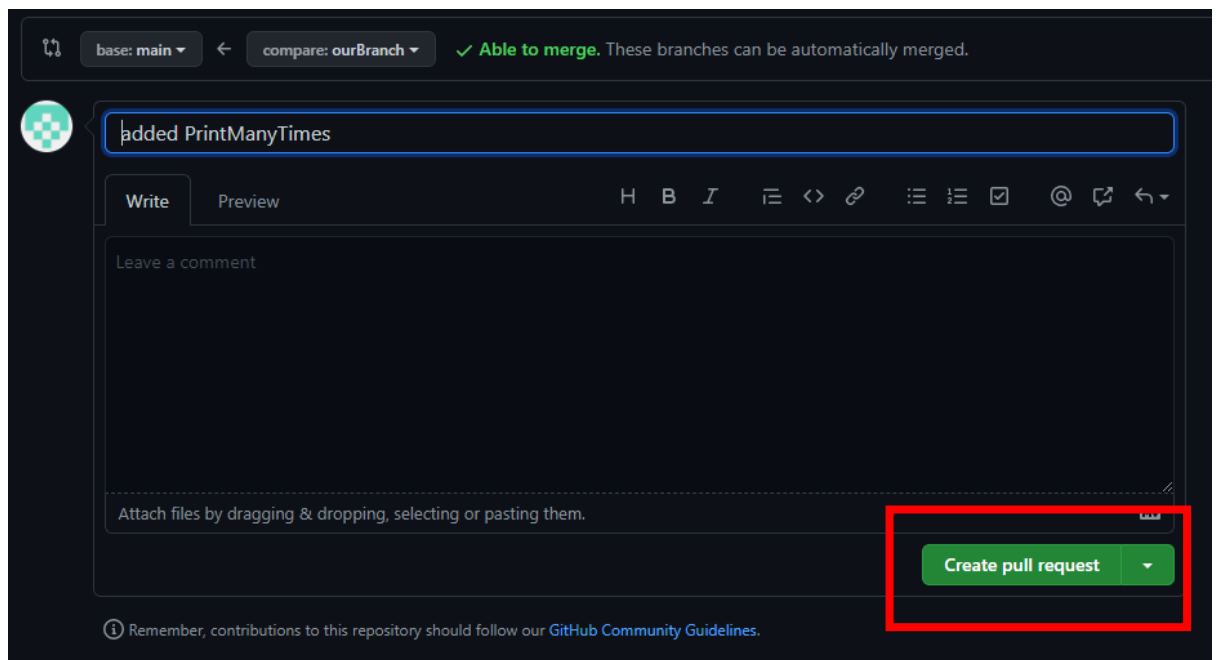 base: main compare: ourBranch Able to merge. These branches can be automatically merged.
added PrintManyTimes
Write Preview
Leave a comment
Attach files by dragging & dropping, selecting or pasting them.
Create pull request
Remember, contributions to this repository should follow our GitHub Community Guidelines.